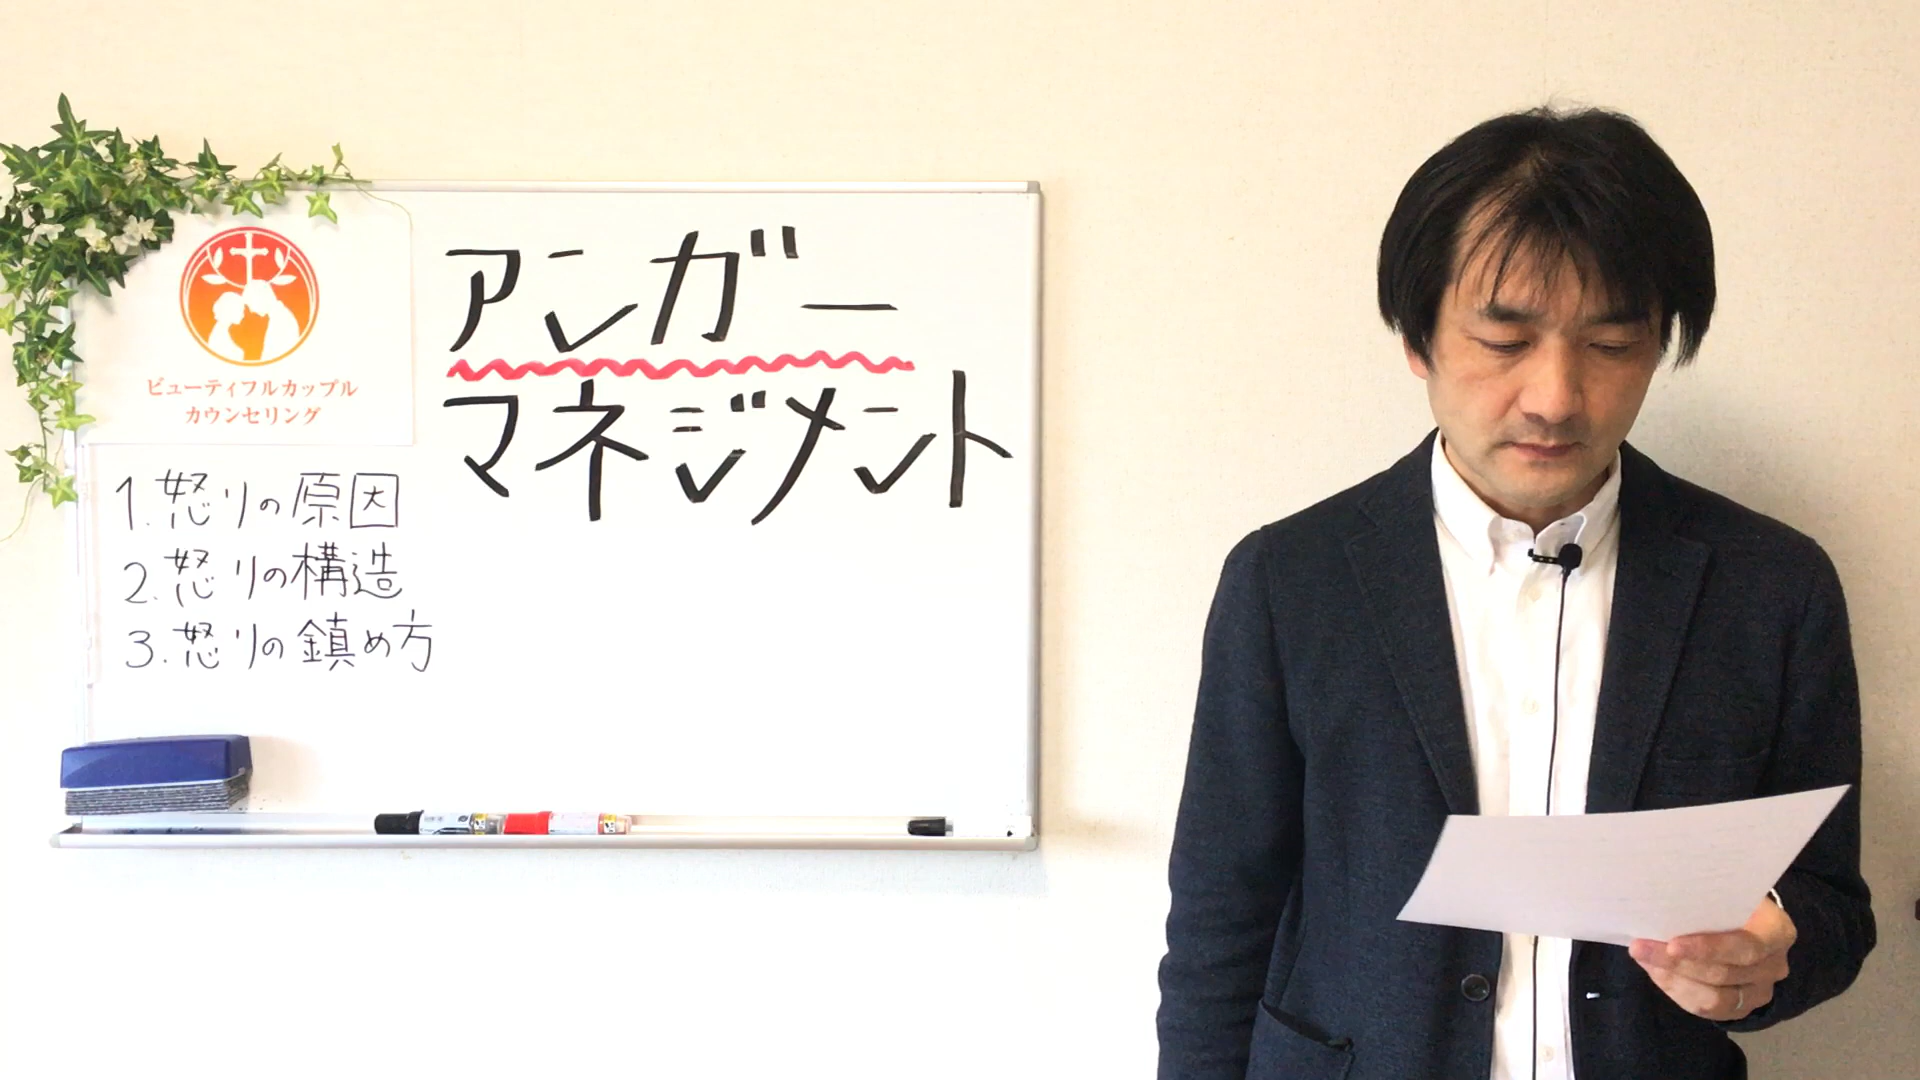 ビューティフルカップル
カウンセリング
アンガー
マネジメント
1. 怒りの原因
2. 怒りの構造
3. 怒りの鎮め方